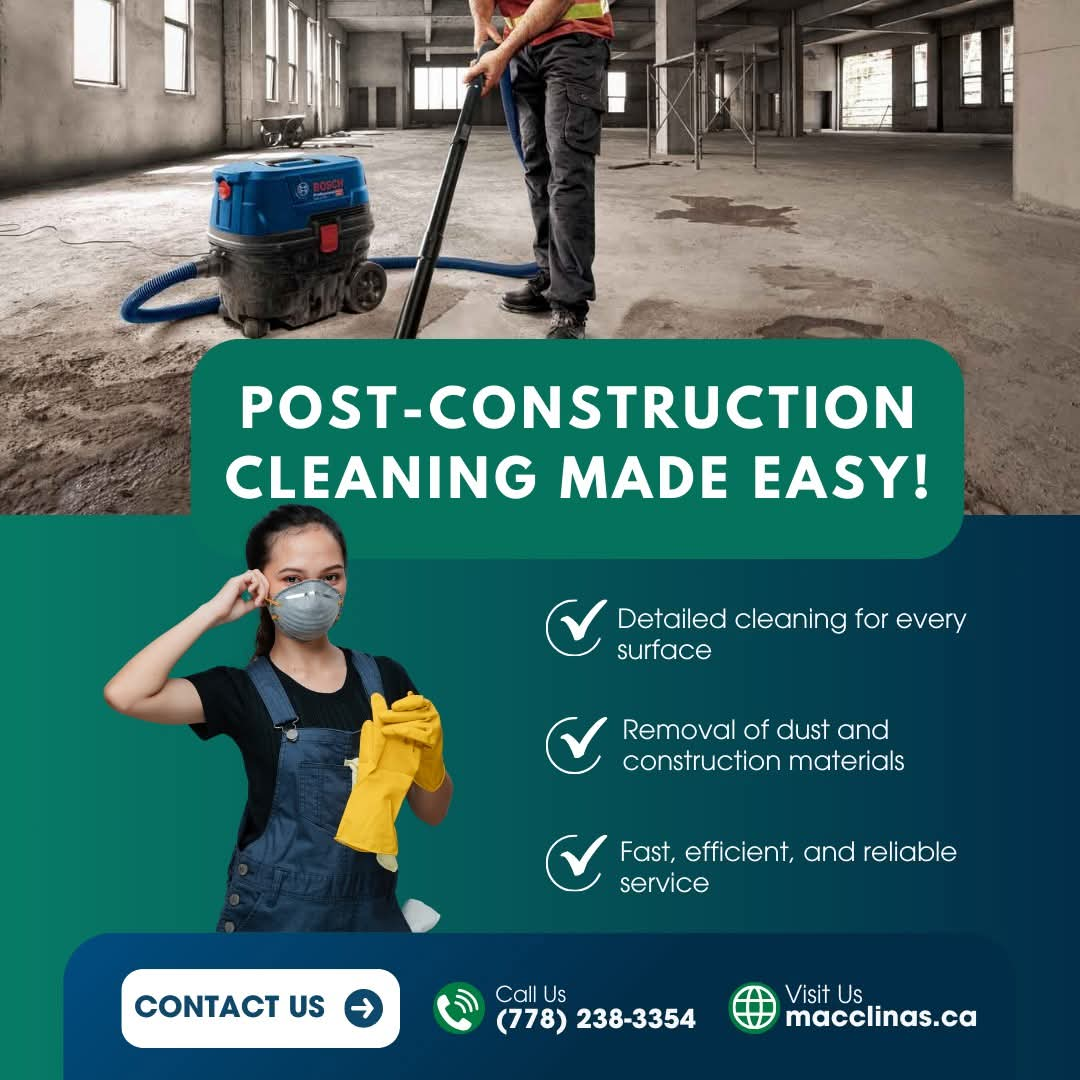 BOSCH
POST-CONSTRUCTION
CLEANING MADE EASY!
Detailed cleaning for every
surface
Removal of dust and
construction materials
Fast, efficient, and reliable
service
CONTACT US
Call Us
(778) 238-3354
Visit Us
macclinas.ca